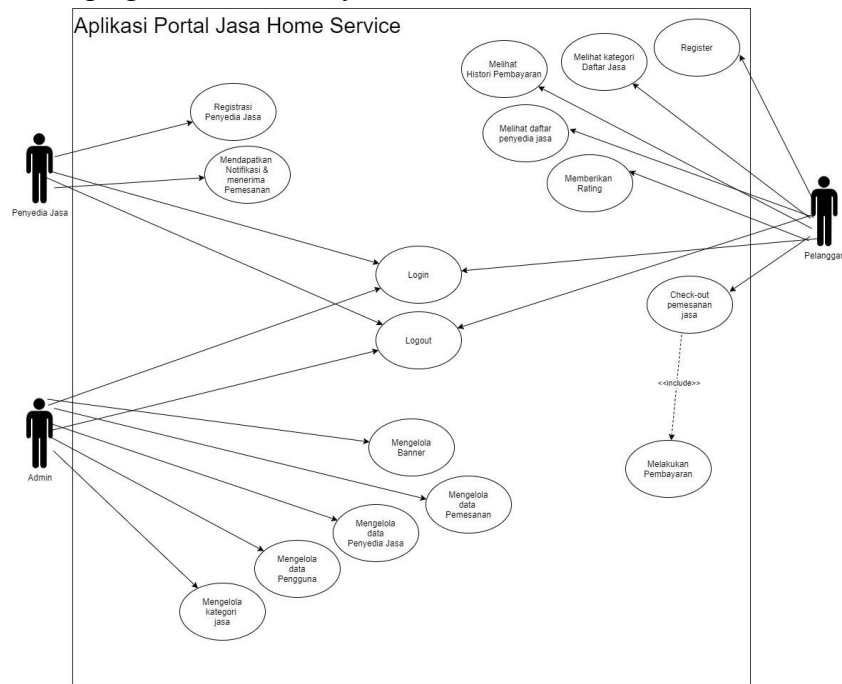 Aplikasi Portal Jasa Home Service
Register
Melihat
Histori Pembayaran
Melihat kategori
Daftar Jasa
Registrasi
Penyedia Jasa
Melihat daftar
penyedia jasa
Mendapatkan
Notifikasi &
menerima
Pemesanan
Memberikan
Rating
Penyedia Jasa
Pelanggan
Login
Check-out
pemesanan
jasa
Logout
<<include>>
Mengelola
Banner
Melakukan
Pembayaran
Admin
Mengelola
data
Pemesanan
Mengelola
data
Penyedia Jasa
Mengelola
data
Pengguna
Mengelola
kategori
jasa